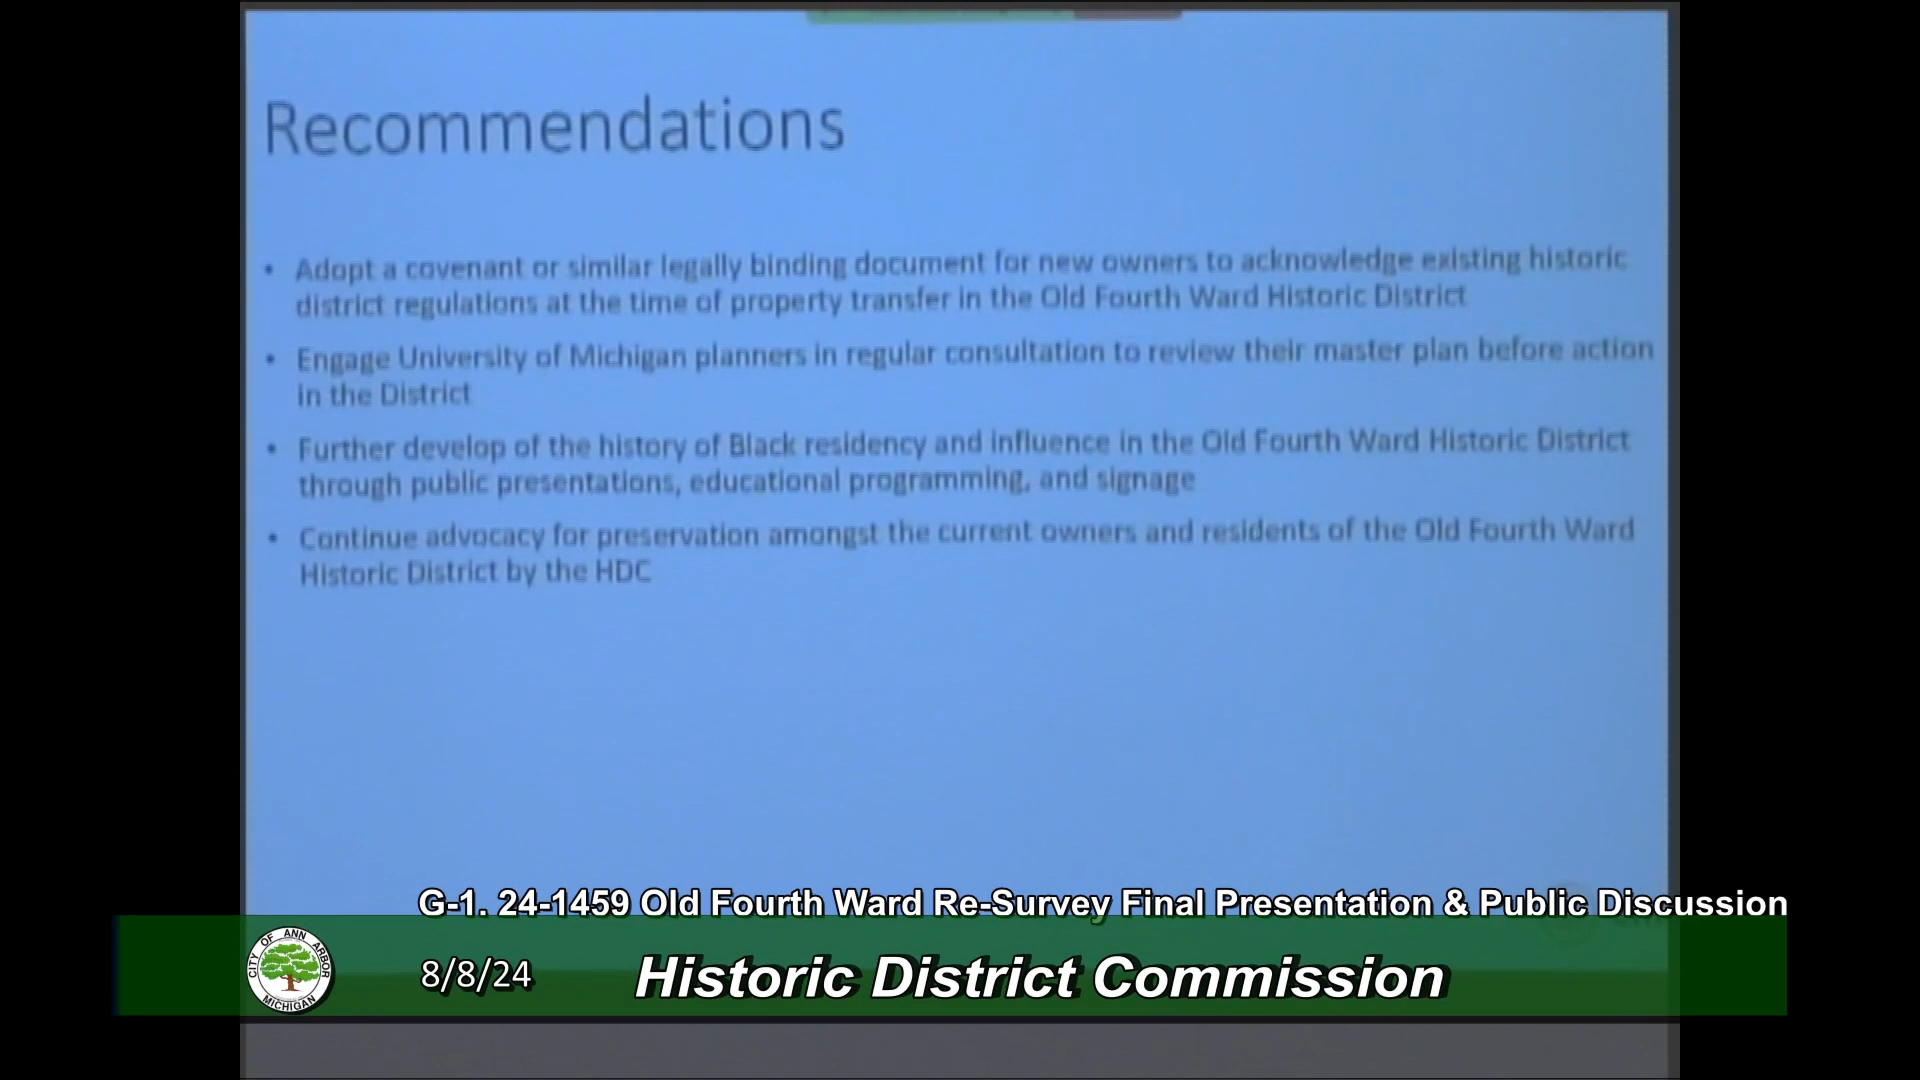 Recommendations
• Adopt a covenant or similar legally binding document for new owners to acknowledge existing historic
district regulations at the time of property transfer in the Old Fourth Ward Historic District
• Engage University of Michigan planners in regular consultation to review their master plan before action
in the District
• Further develop of the history of Black residency and influence in the Old Fourth Ward Historic District
through public presentations, educational programming, and signage
• Continue advocacy for preservation amongst the current owners and residents of the Old Fourth Ward
Historic District by the HDC
G-1. 24-1459 Old Fourth Ward Re-Survey Final Presentation & Public Discussion
CITY OF ANN ARBOR
MICHIGAN
8/8/24
Historic District Commission